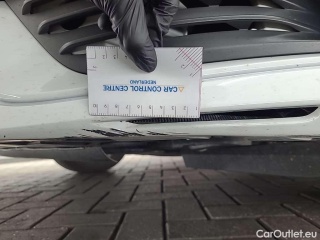 ⚠CAR CONTROL CENTRE
NEDERLAND
CarOutlet.eu